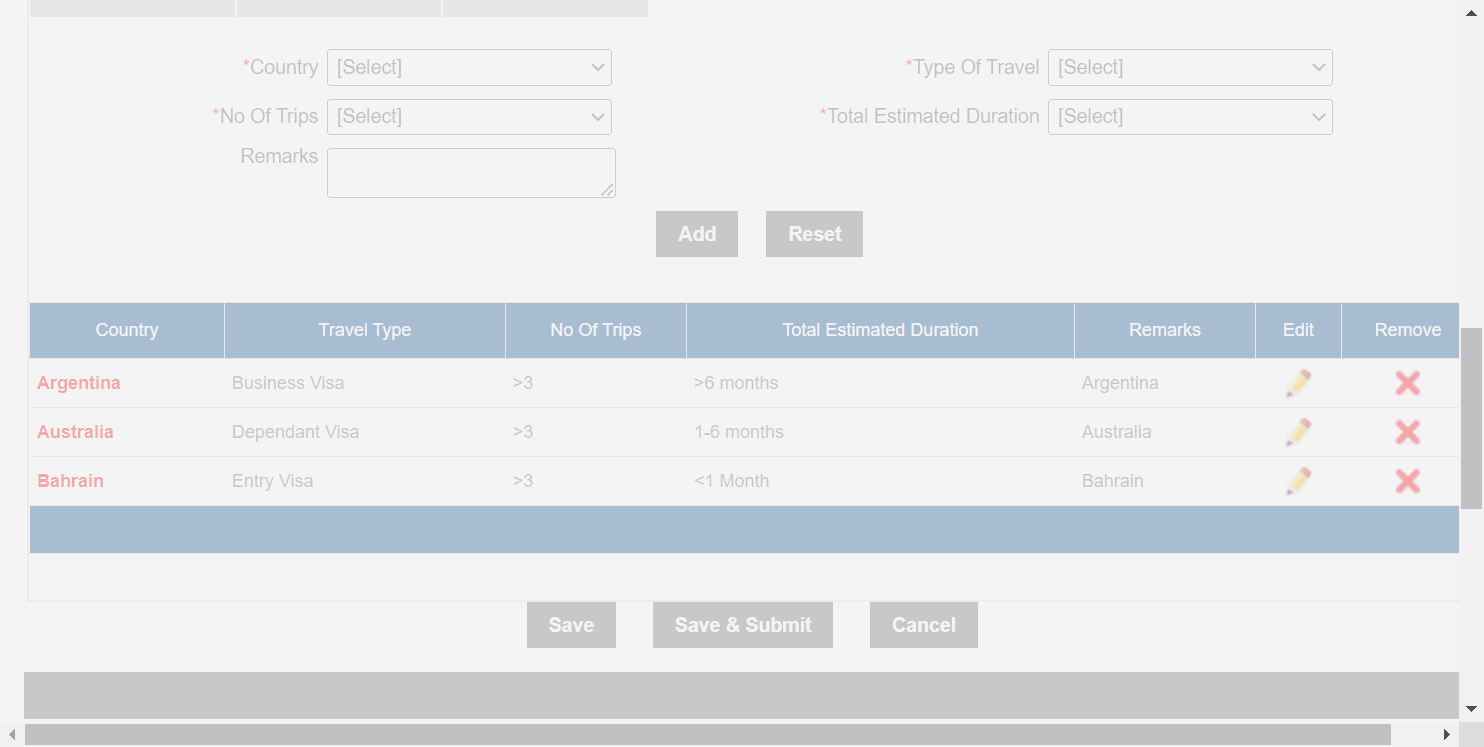 *Country [Select] *Type Of Travel [Select]
*No Of Trips [Select] *Total Estimated Duration [Select]
Remarks
Add Reset
Country Travel Type No Of Trips Total Estimated Duration Remarks Edit Remove
Argentina Business Visa >3 >6 months Argentina
Australia Dependant Visa >3 1-6 months Australia
Bahrain Entry Visa >3 <1 Month Bahrain
Save Save & Submit Cancel